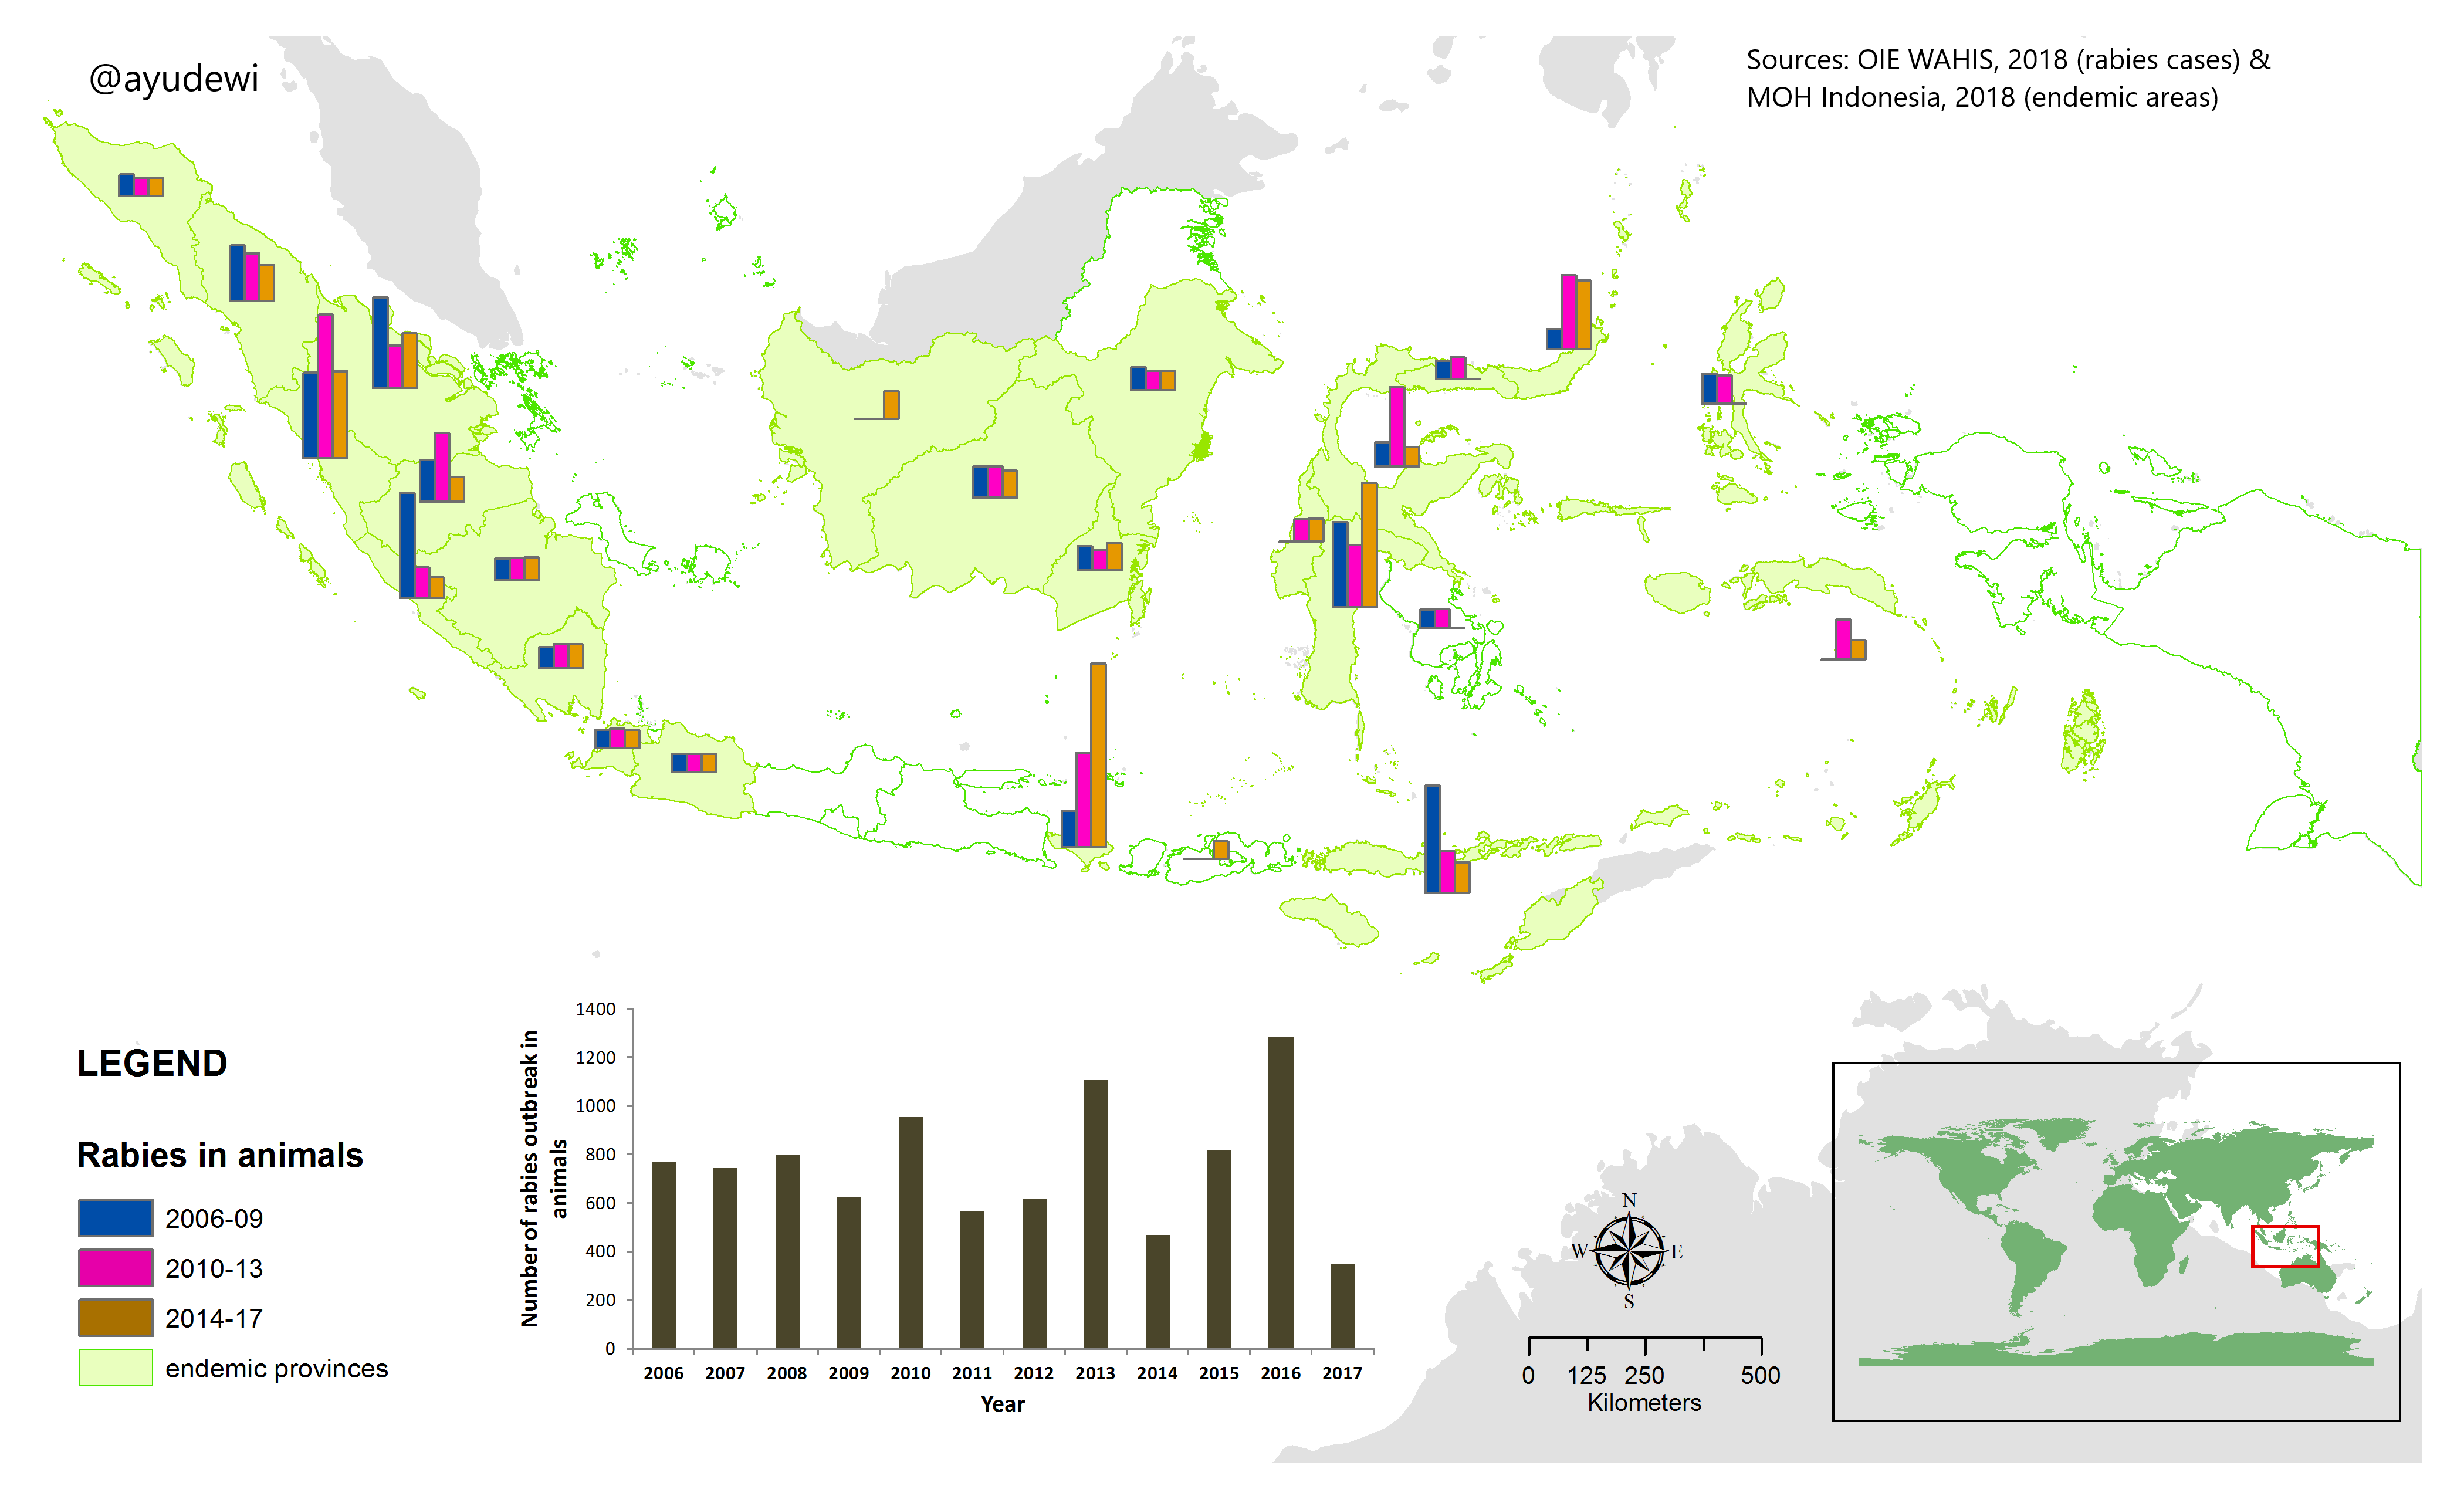 @ayudewi
Sources: OIE WAHIS, 2018 (rabies cases) &
MOH Indonesia, 2018 (endemic areas)
LEGEND
Rabies in animals
2006-09
2010-13
2014-17
endemic provinces
Number of rabies outbreak in
animals
1400
1200
1000
800
600
400
200
0
2006 2007 2008 2009 2010 2011 2012 2013 2014 2015 2016 2017
Year
N
W E
S
0 125 250 500
Kilometers